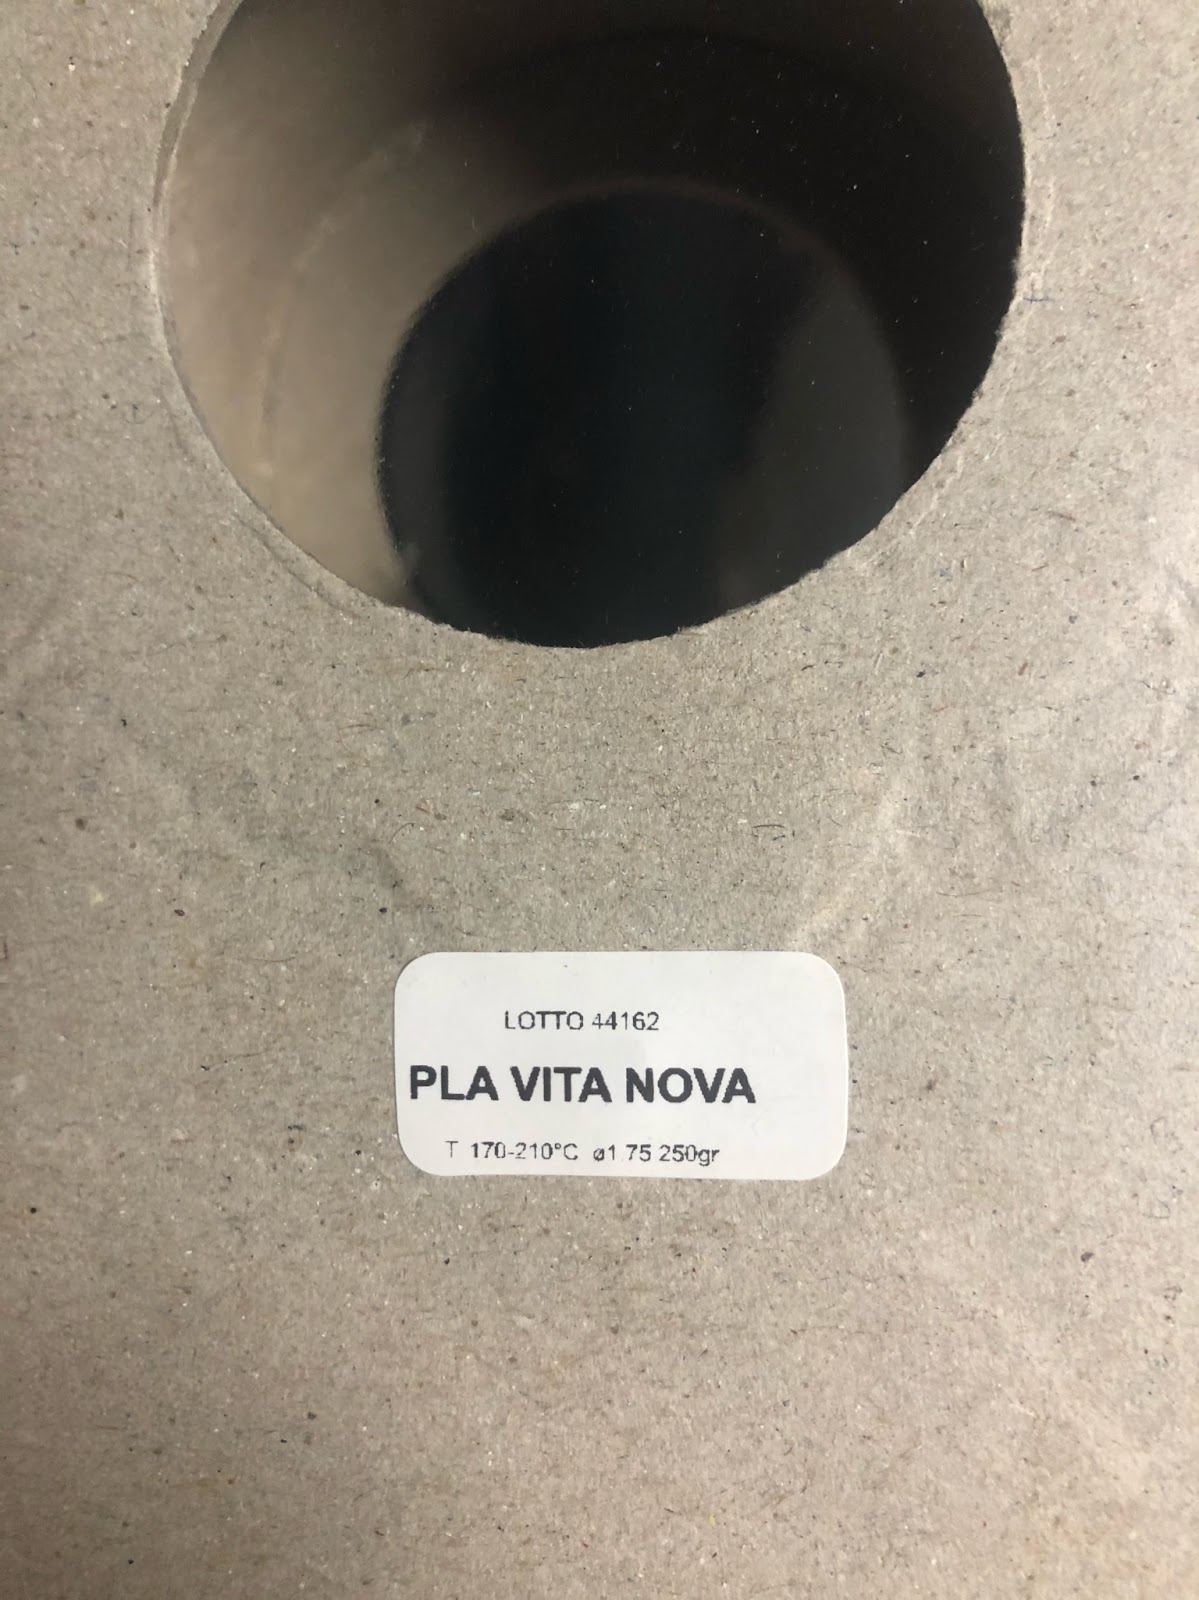 LOTTO 44162
PLA VITA NOVA
T 170-210°C ø1.75 250gr